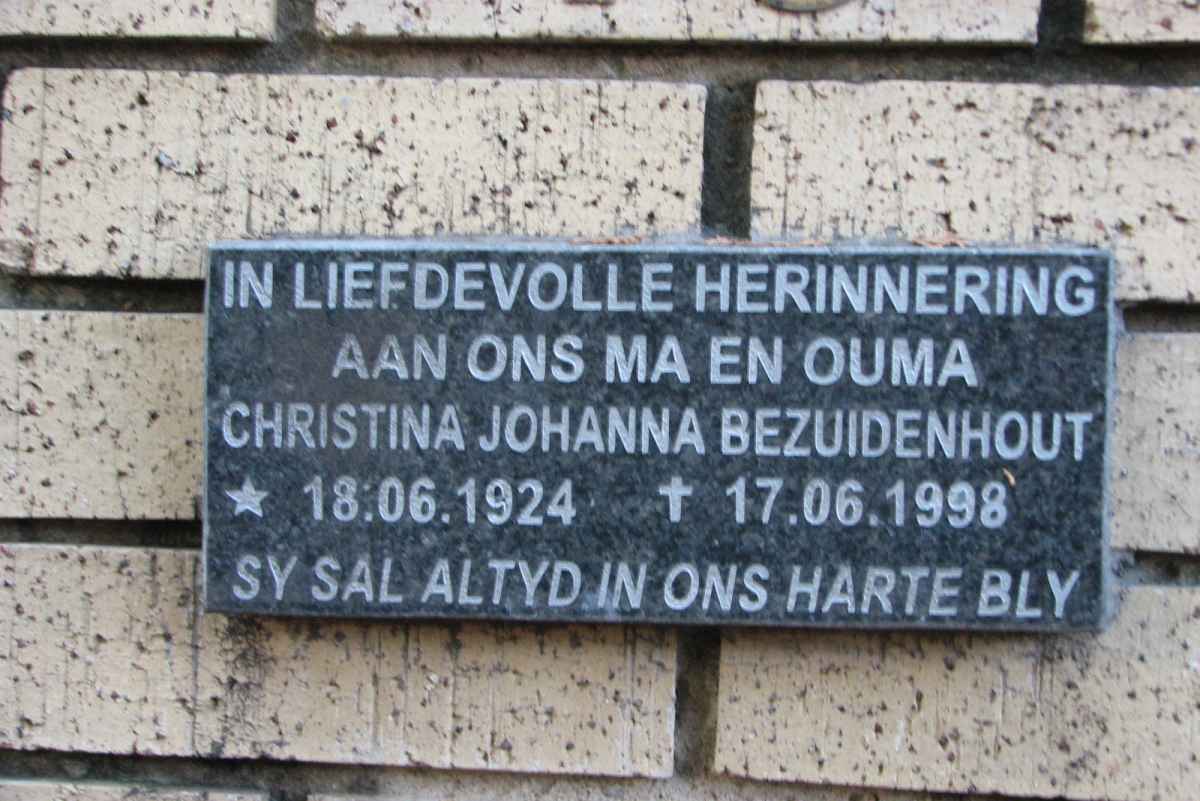 IN LIEFDEVOLLE HERINNERING
AAN ONS MA EN OUMA
CHRISTINA JOHANNA BEZUIDENHOUT
★ 18.06.1924 ✝ 17.06.1998
SY SAL ALTYD IN ONS HARTE BLY